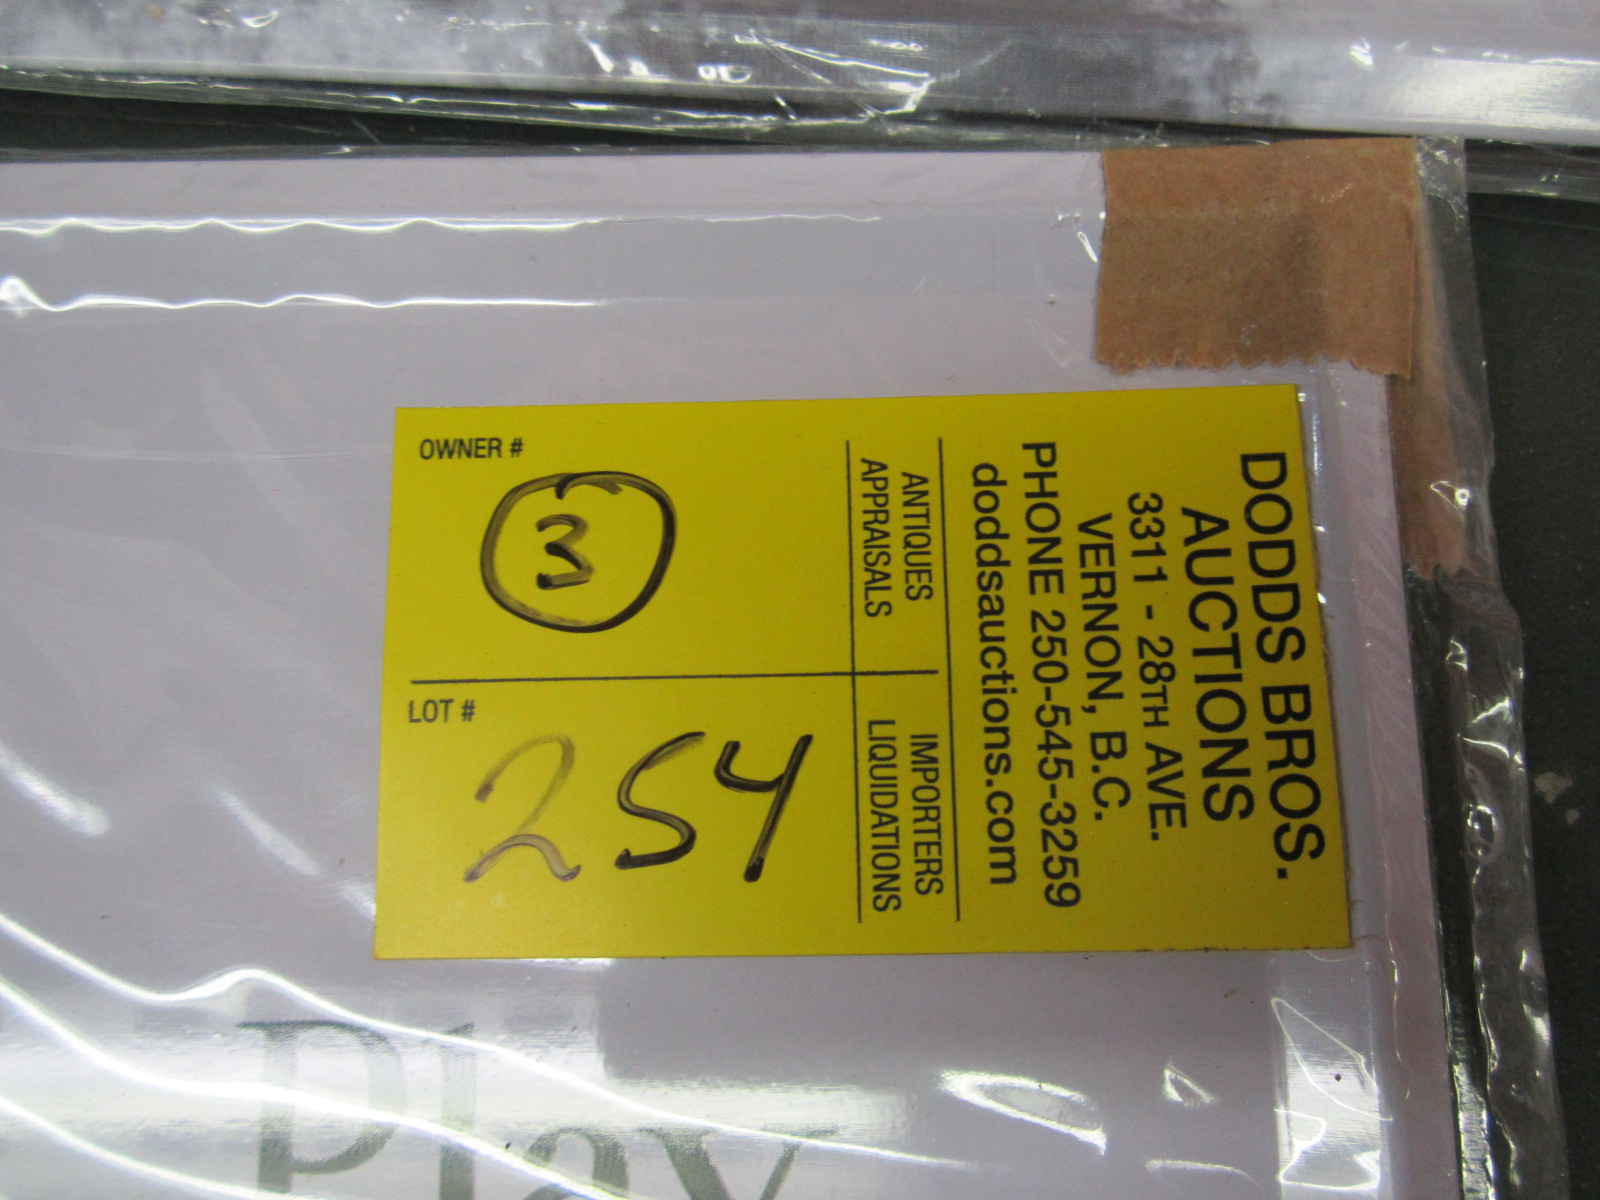 DODDS BROS.
AUCTIONS
3311 - 28TH AVE.
VERNON, B.C.
PHONE 250-545-3259
doddsauctions.com
ANTIQUES
APPRAISALS
IMPORTERS
LIQUIDATIONS
OWNER #
3
LOT #
254
Play